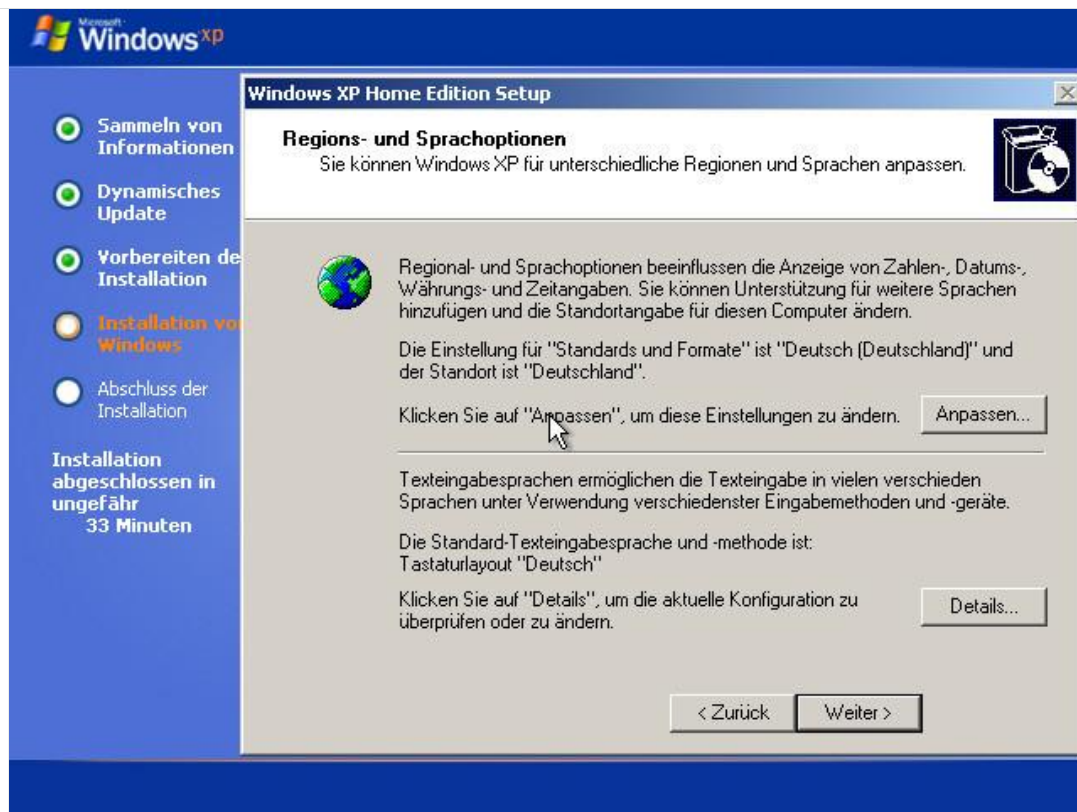 Microsoft
Windows xp
Sammeln von
Informationen
Dynamisches
Update
Vorbereiten de
Installation
Installation vo
Windows
Abschluss der
Installation
Installation
abgeschlossen in
ungefähr
33 Minuten
Windows XP Home Edition Setup
Regions- und Sprachoptionen
Sie können Windows XP für unterschiedliche Regionen und Sprachen anpassen.
Regional- und Sprachoptionen beeinflussen die Anzeige von Zahlen-, Datums-,
Währungs- und Zeitangaben. Sie können Unterstützung für weitere Sprachen
hinzufügen und die Standortangabe für diesen Computer ändern.
Die Einstellung für "Standards und Formate" ist "Deutsch (Deutschland)" und
der Standort ist "Deutschland".
Klicken Sie auf "Anpassen", um diese Einstellungen zu ändern.
Anpassen...
Texteingabesprachen ermöglichen die Texteingabe in vielen verschieden
Sprachen unter Verwendung verschiedenster Eingabemethoden und -geräte.
Die Standard-Texteingabesprache und -methode ist:
Tastaturlayout "Deutsch"
Klicken Sie auf "Details", um die aktuelle Konfiguration zu
überprüfen oder zu ändern.
Details...
< Zurück
Weiter >